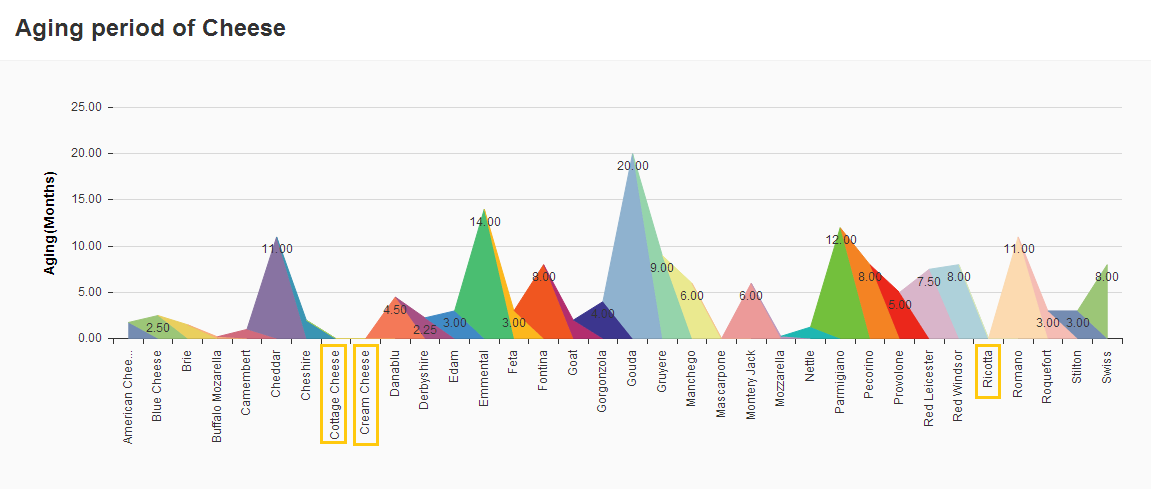 Aging period of Cheese
Aging(Months)
25.00
20.00
15.00
10.00
5.00
0.00
2.50
11.00
4.50
2.25
3.00
14.00
3.00
8.00
4.00
20.00
9.00
6.00
6.00
12.00
8.00
5.00
7.50
8.00
11.00
3.00
3.00
8.00
American Chee...
Blue Cheese
Brie
Buffalo Mozarella
Camembert
Cheddar
Cheshire
Cottage Cheese
Cream Cheese
Danablu
Derbyshire
Edam
Emmental
Feta
Fontina
Goat
Gorgonzola
Gouda
Gruyere
Manchego
Mascarpone
Montery Jack
Mozzarella
Nettle
Parmigiano
Pecorino
Provolone
Red Leicester
Red Windsor
Ricotta
Romano
Roquefort
Stilton
Swiss